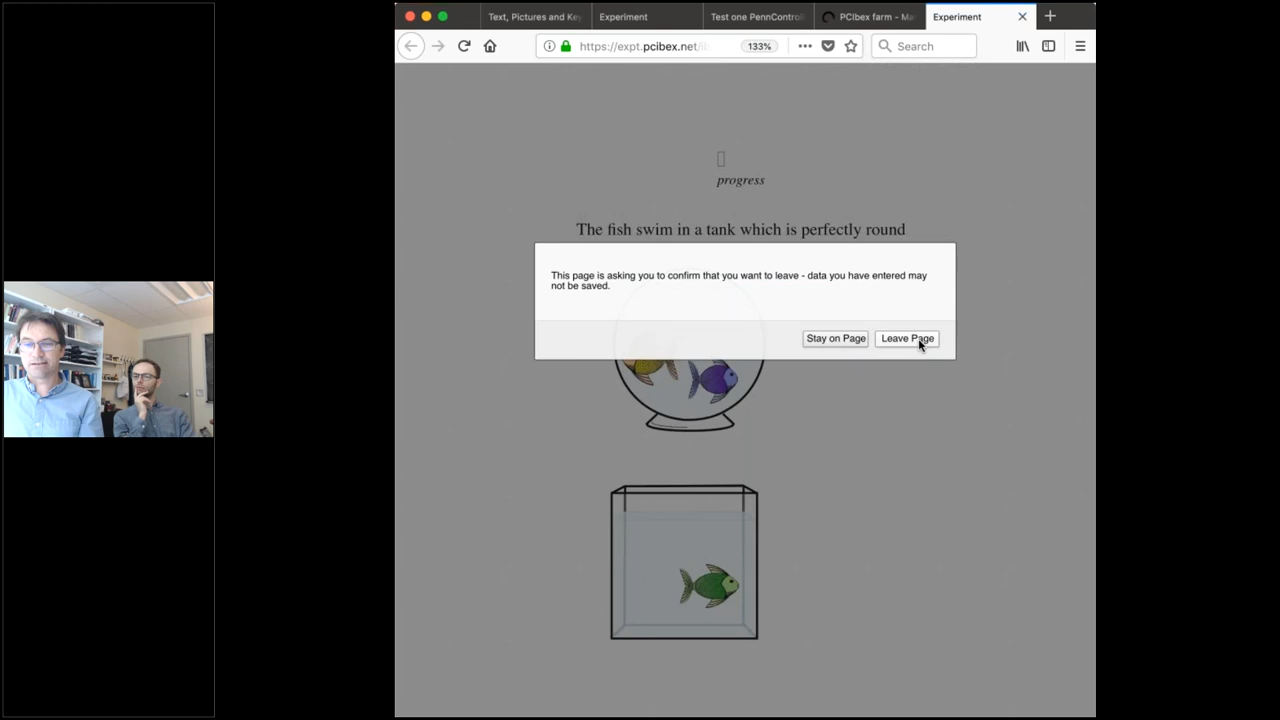 Text, Pictures and Key
Experiment
Test one PennControl
PCIbex farm - Ma
Experiment
https://expt.pcibex.net/
133%
Search
progress
The fish swim in a tank which is perfectly round
This page is asking you to confirm that you want to leave - data you have entered may
not be saved.
Stay on Page
Leave Page